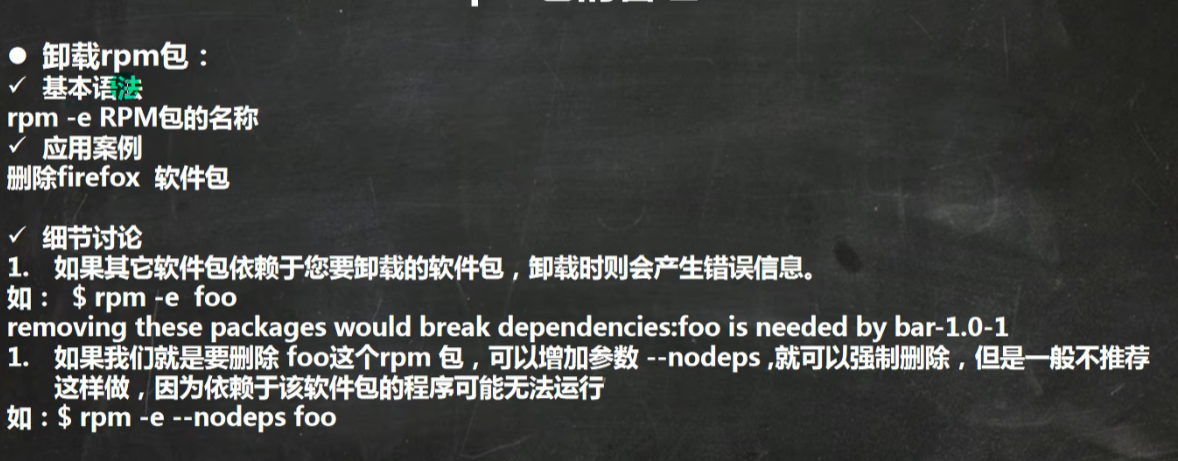 ● 卸载rpm包：
✓ 基本语法
rpm -e RPM包的名称
✓ 应用案例
删除firefox 软件包
✓ 细节讨论
1. 如果其它软件包依赖于您要卸载的软件包，卸载时则会产生错误信息。
如： $ rpm -e foo
removing these packages would break dependencies:foo is needed by bar-1.0-1
1. 如果我们就是要删除 foo这个rpm 包，可以增加参数 --nodeps ,就可以强制删除，但是一般不推荐
这样做，因为依赖于该软件包的程序可能无法运行
如：$ rpm -e --nodeps foo